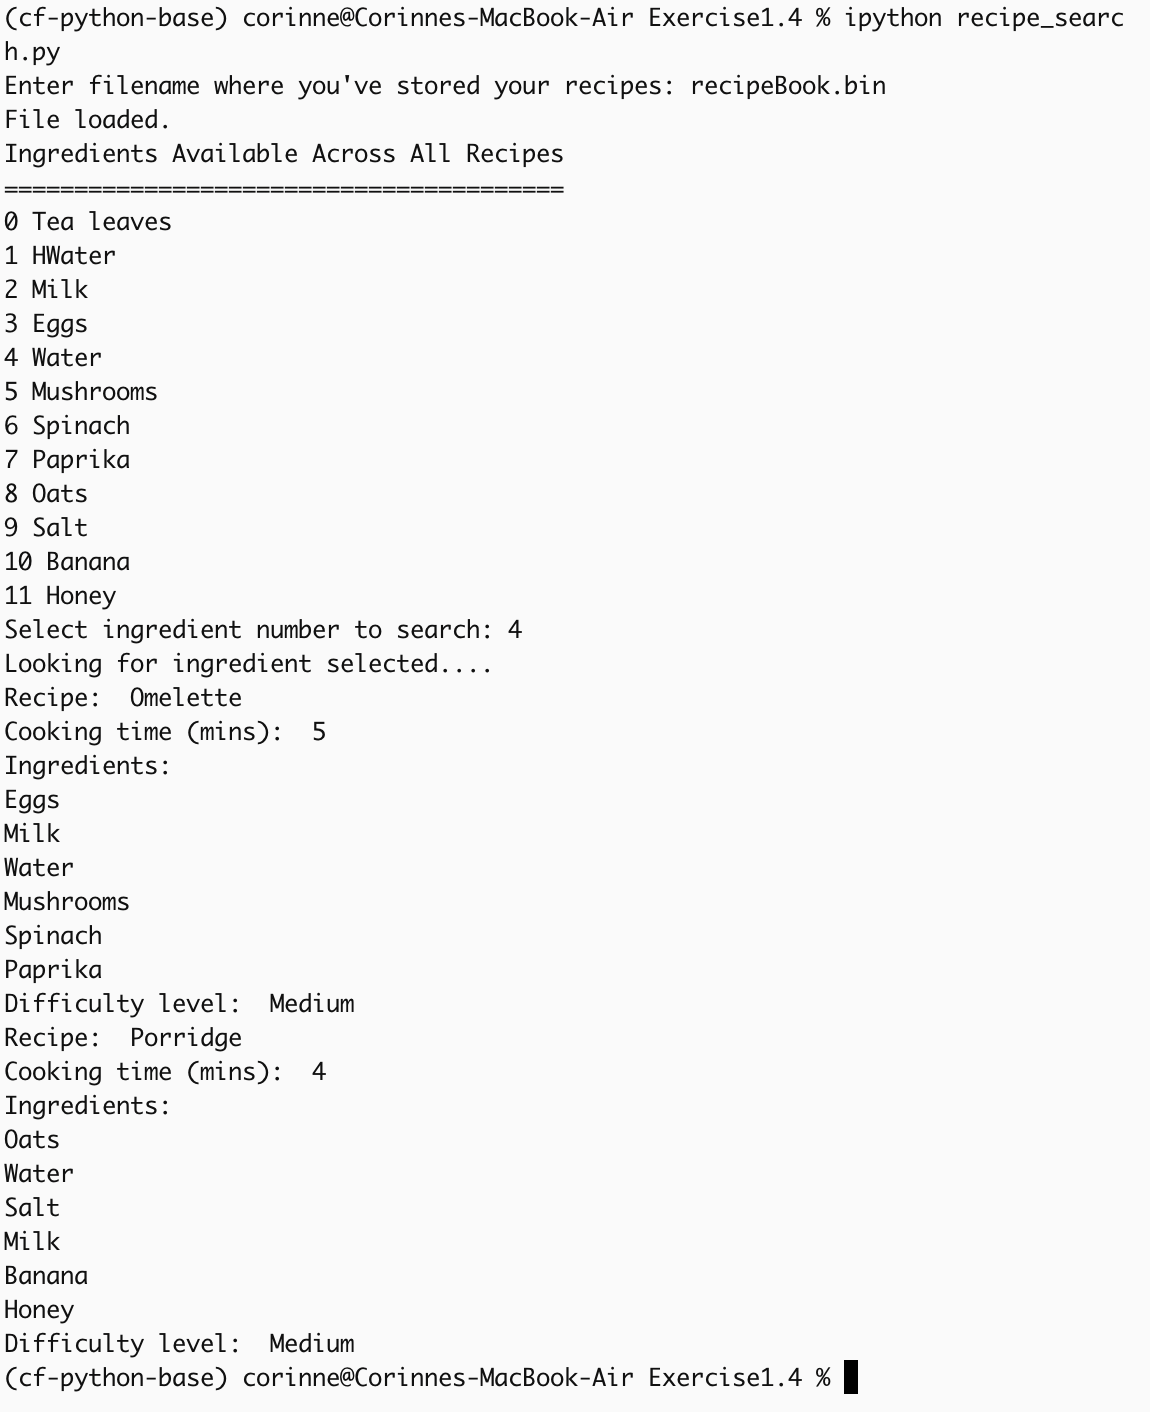 (cf-python-base) corinne@Corinnes-MacBook-Air Exercise1.4 % ipython recipe_searc
h.py
Enter filename where you've stored your recipes: recipeBook.bin
File loaded.
Ingredients Available Across All Recipes
========================================
0 Tea leaves
1 HWater
2 Milk
3 Eggs
4 Water
5 Mushrooms
6 Spinach
7 Paprika
8 Oats
9 Salt
10 Banana
11 Honey
Select ingredient number to search: 4
Looking for ingredient selected....
Recipe:  Omelette
Cooking time (mins):  5
Ingredients:
Eggs
Milk
Water
Mushrooms
Spinach
Paprika
Difficulty level:  Medium
Recipe:  Porridge
Cooking time (mins):  4
Ingredients:
Oats
Water
Salt
Milk
Banana
Honey
Difficulty level:  Medium
(cf-python-base) corinne@Corinnes-MacBook-Air Exercise1.4 %